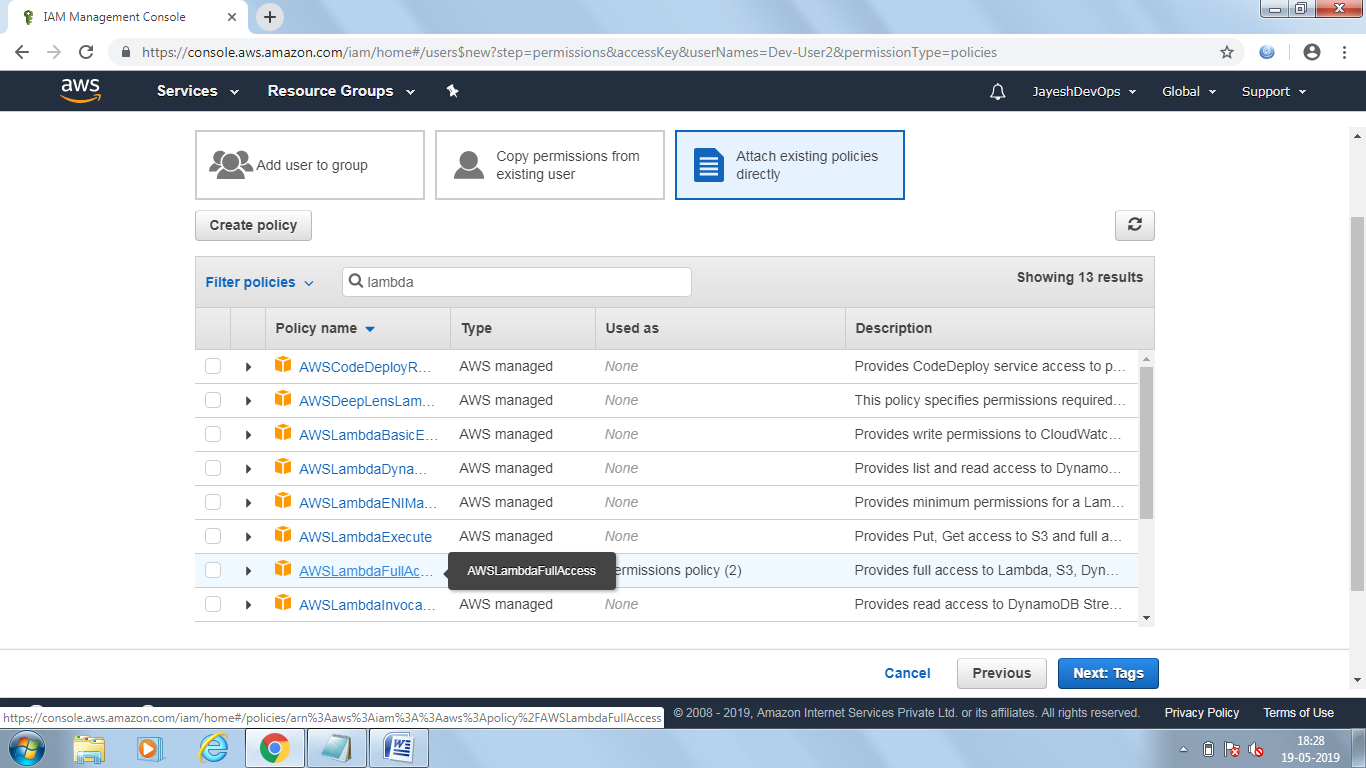 IAM Management Console
https://console.aws.amazon.com/iam/home#/users$new?step=permissions&accessKey&userNames=Dev-User2&permissionType=policies
aws Services Resource Groups JayeshDevOps Global Support
Add user to group
Copy permissions from
existing user
Attach existing policies
directly
Create policy
Filter policies lambda Showing 13 results
Policy name Type Used as Description
AWSCodeDeployR… AWS managed None Provides CodeDeploy service access to p…
AWSDeepLensLam… AWS managed None This policy specifies permissions required…
AWSLambdaBasicE… AWS managed None Provides write permissions to CloudWatc…
AWSLambdaDyna… AWS managed None Provides list and read access to Dynamo…
AWSLambdaENIMa… AWS managed None Provides minimum permissions for a Lam…
AWSLambdaExecute AWS managed None Provides Put, Get access to S3 and full a…
AWSLambdaFullAc… AWSLambdaFullAccess ermissions policy (2) Provides full access to Lambda, S3, Dyn…
AWSLambdaInvoca… AWS managed None Provides read access to DynamoDB Stre…
Cancel Previous Next: Tags
https://console.aws.amazon.com/iam/home#/policies/arn%3Aaws%3Aiam%3A%3Aaws%3Apolicy%2FAWSLambdaFullAccess © 2008 - 2019, Amazon Internet Services Private Ltd. or its affiliates. All rights reserved. Privacy Policy Terms of Use
18:28
19-05-2019